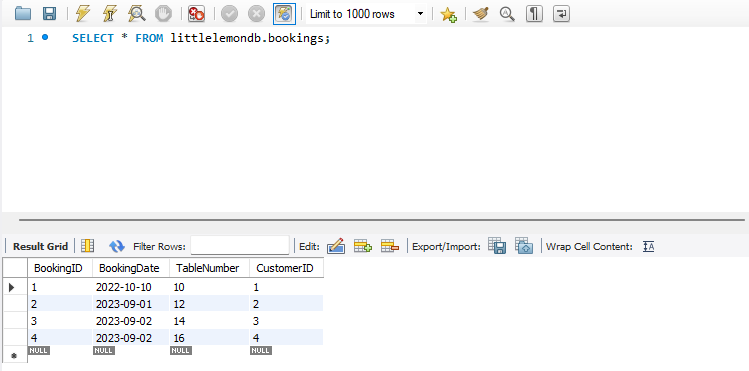 Limit to 1000 rows
1 SELECT * FROM littlelemondb.bookings;
Result Grid Filter Rows: Edit: Export/Import: Wrap Cell Content:
BookingID BookingDate TableNumber CustomerID
1 2022-10-10 10 1
2 2023-09-01 12 2
3 2023-09-02 14 3
4 2023-09-02 16 4
NULL NULL NULL NULL